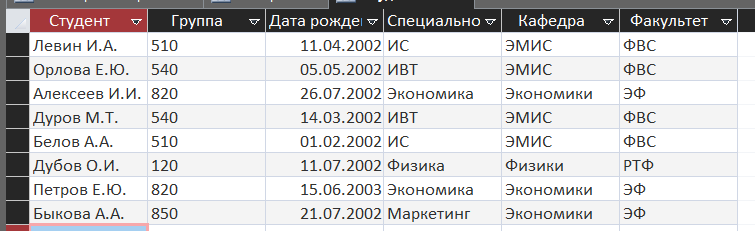 Студент Группа Дата рожден Специально Кафедра Факультет
Левин И.А. 510 11.04.2002 ИС ЭМИС ФВС
Орлова Е.Ю. 540 05.05.2002 ИВТ ЭМИС ФВС
Алексеев И.И. 820 26.07.2002 Экономика Экономики ЭФ
Дуров М.Т. 540 14.03.2002 ИВТ ЭМИС ФВС
Белов А.А. 510 01.02.2002 ИС ЭМИС ФВС
Дубов О.И. 120 11.07.2002 Физика Физики РТФ
Петров Е.Ю. 820 15.06.2003 Экономика Экономики ЭФ
Быкова А.А. 850 21.07.2002 Маркетинг Экономики ЭФ